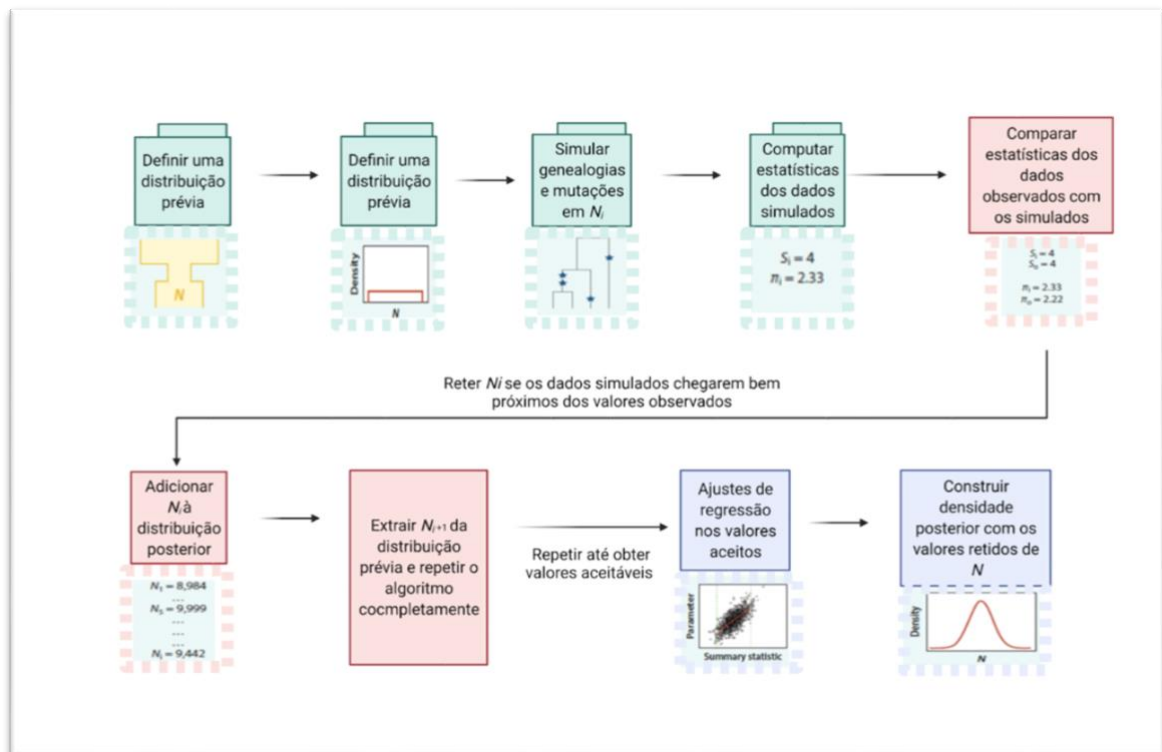 Definir uma
distribuição
prévia
N
Definir uma
distribuição
prévia
Density
N
Simular
genealogias
e mutações
em Ni
Computar
estatísticas
dos dados
simulados
Si = 4
πi = 2.33
Comparar
estatísticas dos
dados
observados com
os simulados
Si = 4
So = 4
πi = 2.33
πo = 2.22
Reter Ni se os dados simulados chegarem bem
próximos dos valores observados
Adicionar
Ni à
distribuição
posterior
N1 = 8,984
...
N5 = 9,999
...
...
...
Ni = 9,442
Extrair Ni+1 da
distribuição
prévia e repetir o
algoritmo
cocmpletamente
Repetir até obter
valores aceitáveis
Ajustes de
regressão
nos valores
aceitos
Parameter
Summary statistic
Construir
densidade
posterior com os
valores retidos de
N
Density
N